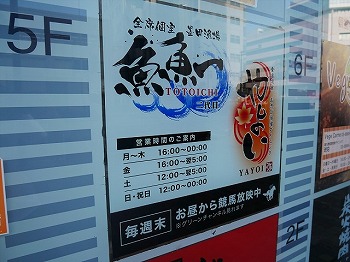 5F
全席個室 墨田酒場
魚魚一
TOTOICHI
二代目
やよい
YAYOI
営業時間のご案内
月〜木 16:00〜00:00
金 16:00〜翌5:00
土 12:00〜翌5:00
日・祝日 12:00〜00:00
毎週末
お昼から競馬放映中
※グリーンチャンネル見れます
6F
Vege
2F